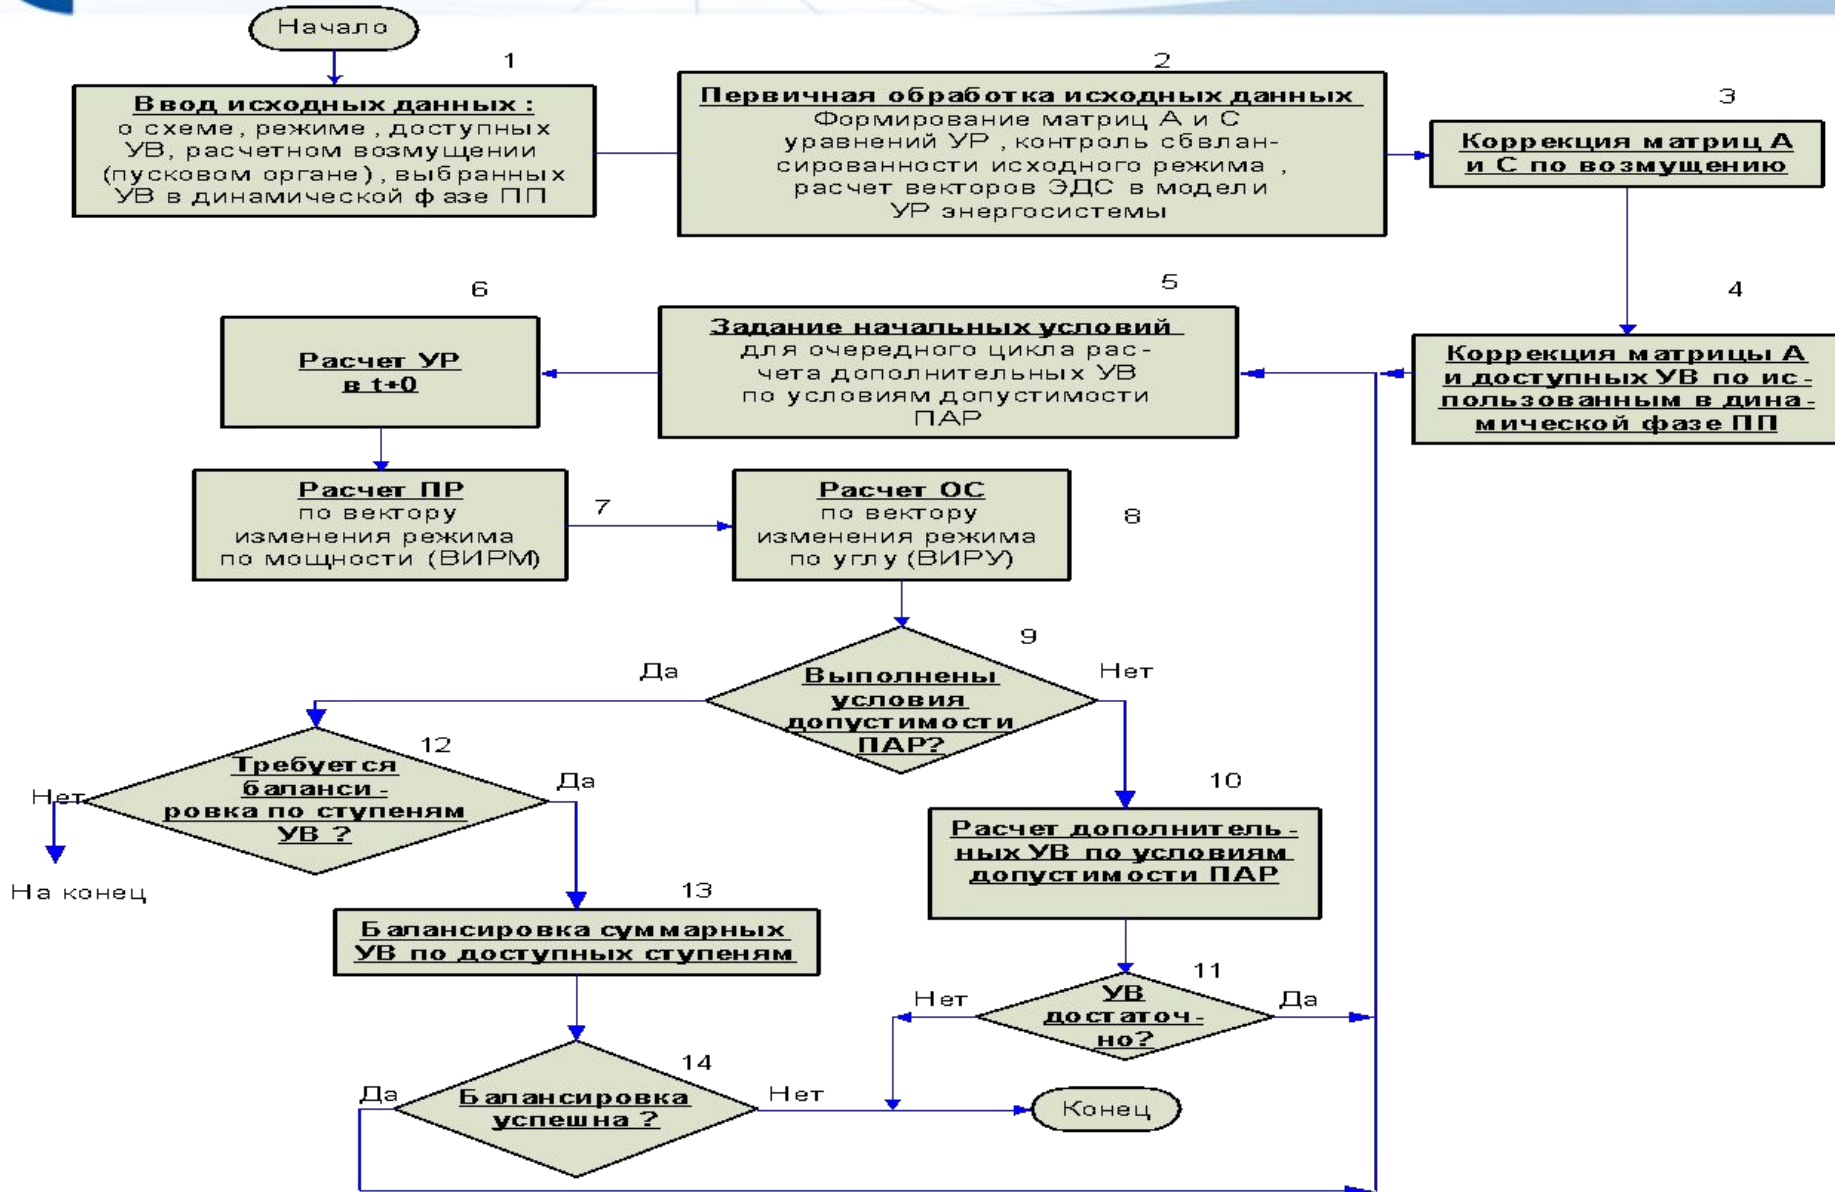 Начало
1
Ввод исходных данных :
о схеме, режиме, доступных
УВ, расчетном возмущении
(пусковом органе), выбранных
УВ в динамической фазе ПП
2
Первичная обработка исходных данных
Формирование матриц А и С
уравнений УР , контроль сбвлан-
сированности исходного режима ,
расчет векторов ЭДС в модели
УР энергосистемы
3
Коррекция матриц А
и С по возмущению
4
Коррекция матрицы А
и доступных УВ по ис-
пользованным в дина-
мической фазе ПП
5
Задание начальных условий
для очередного цикла рас-
чета дополнительных УВ
по условиям допустимости
ПАР
6
Расчет УР
в t+0
Расчет ПР
по вектору
изменения режима
по мощности (ВИРМ)
7
Расчет ОС
по вектору
изменения режима
по углу (ВИРУ)
8
9
Выполнены
условия
допустимости
ПАР?
Да
Нет
12
Требуется
баланси -
ровка по ступеням
УВ ?
Нет
Да
На конец
10
Расчет дополнитель -
ных УВ по условиям
допустимости ПАР
13
Балансировка суммарных
УВ по доступных ступеням
11
УВ
достаточ-
но?
Нет
Да
14
Балансировка
успешна ?
Да
Нет
Конец